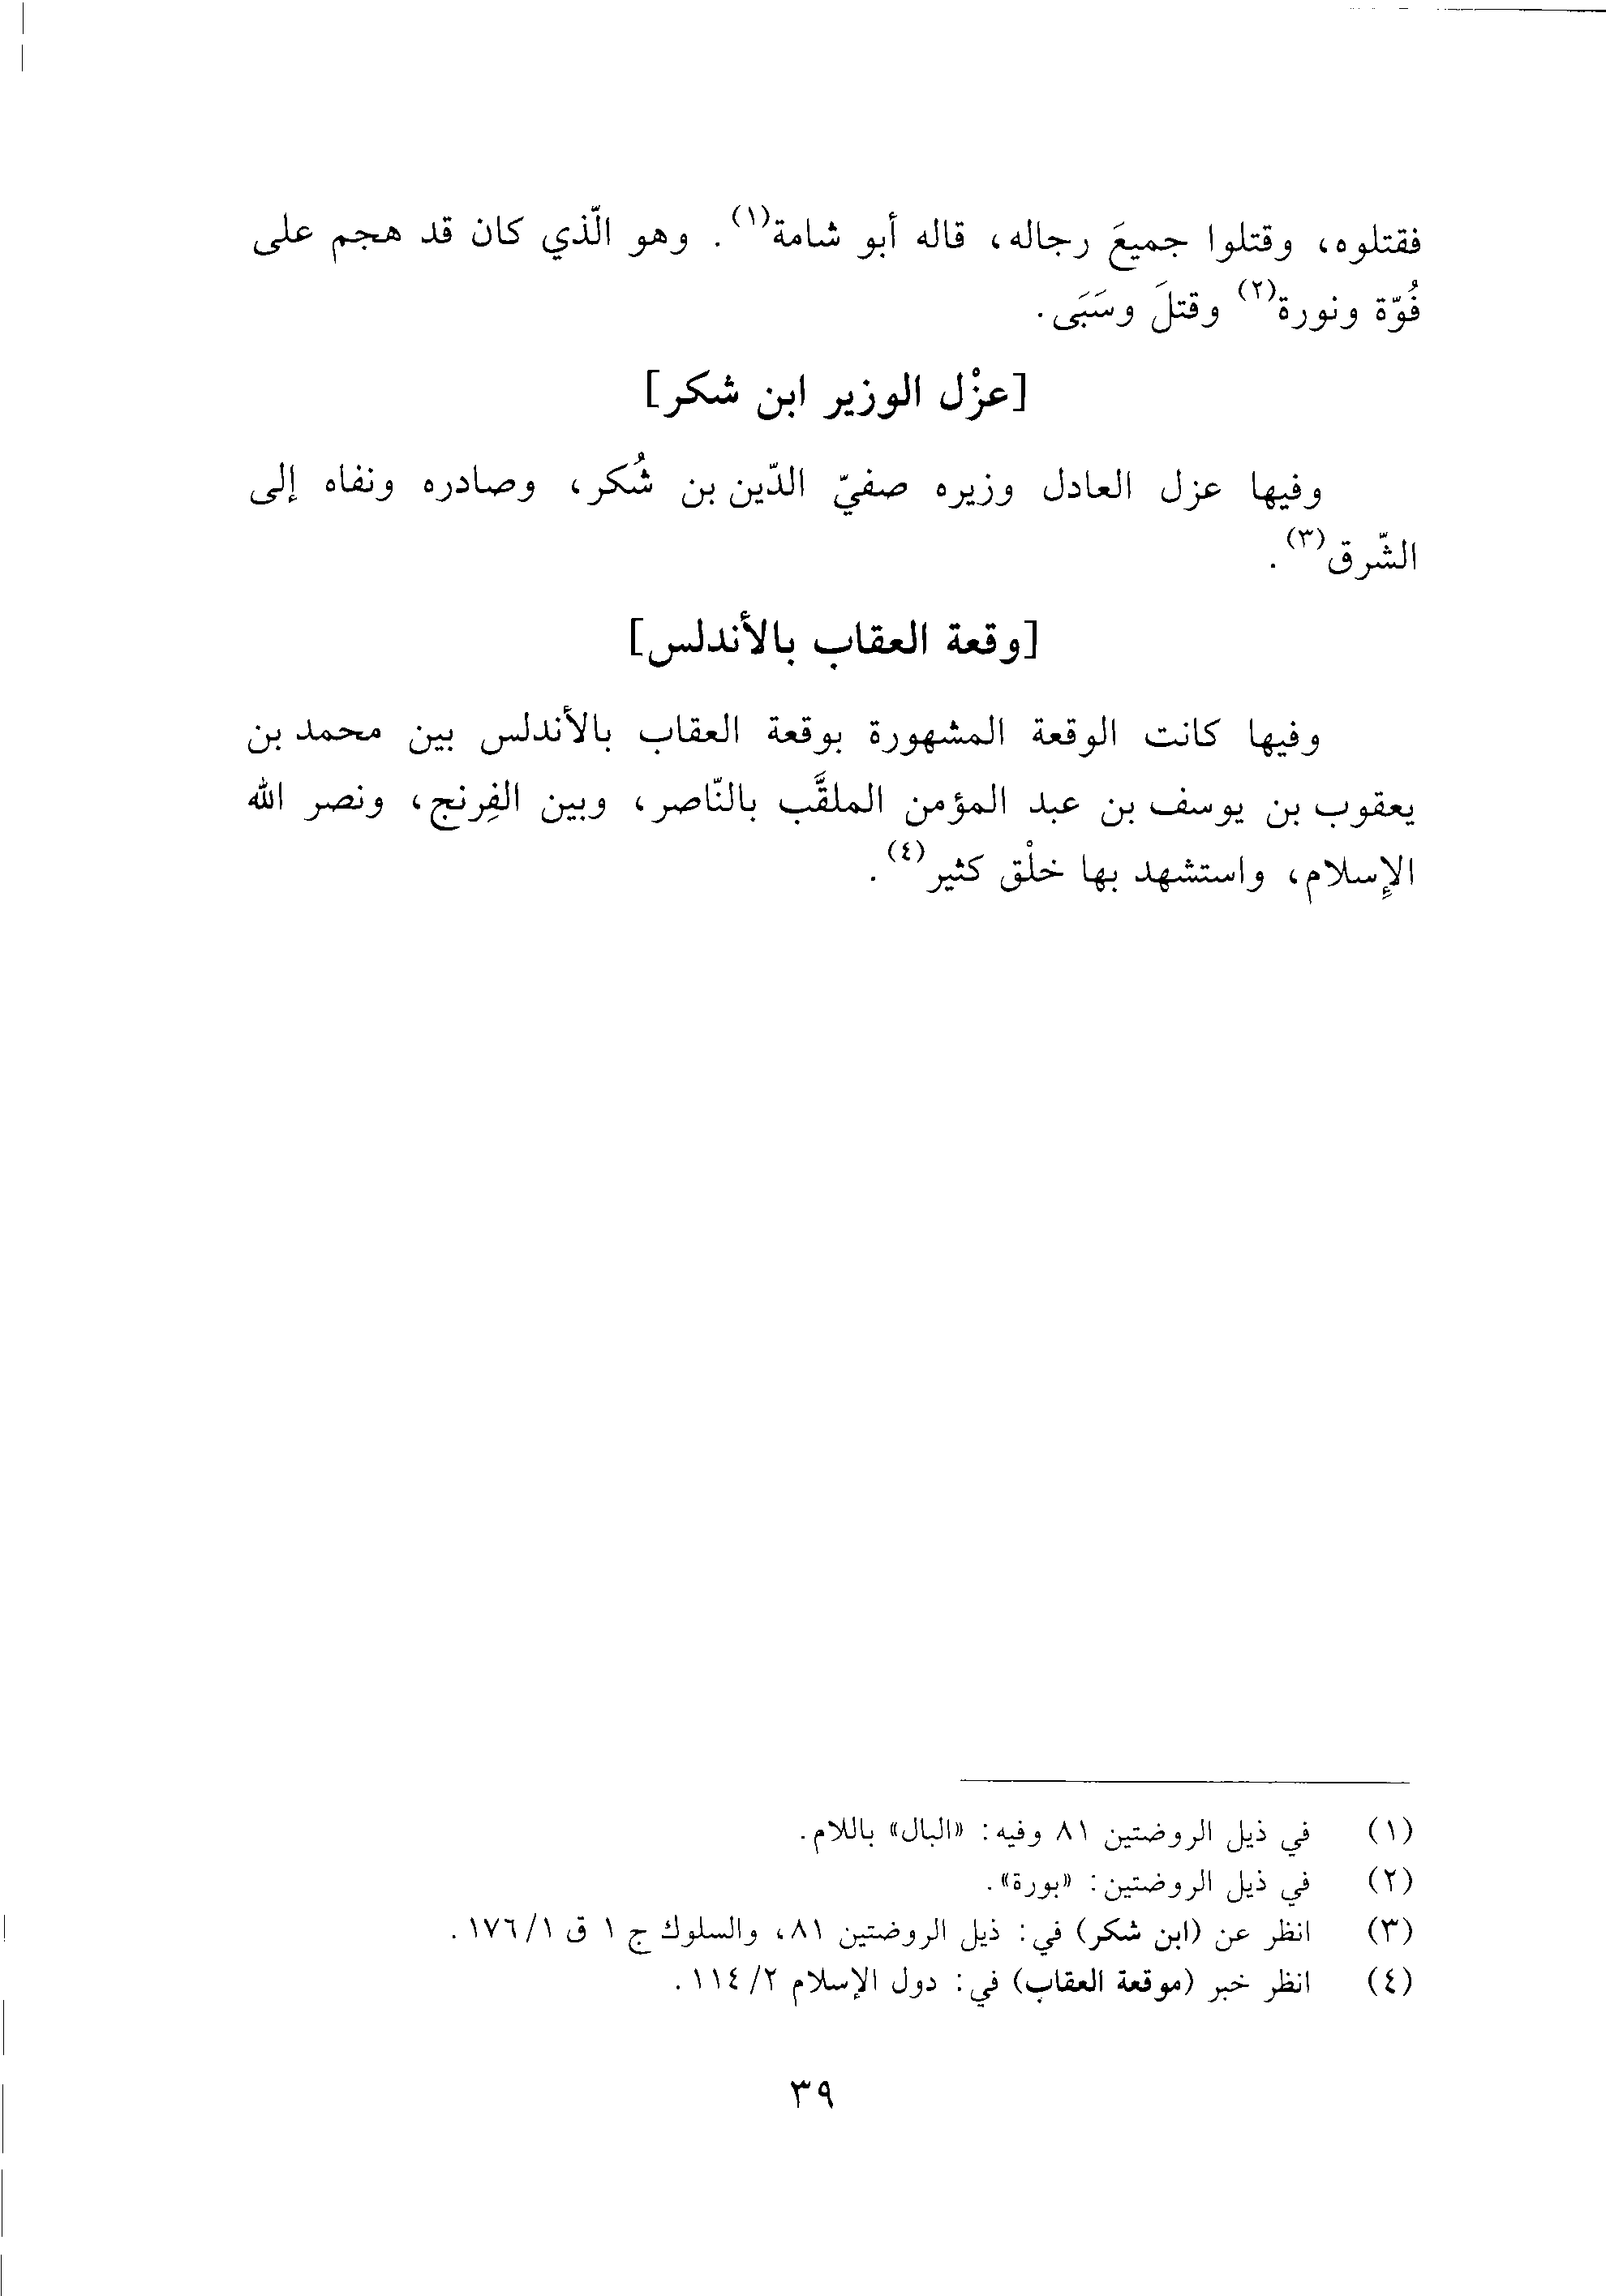 فقتلوه، وقتلوا جميعَ رجاله، قاله أبو شامة(١). وهو الّذي كان قد هجم على
فُوّة ونورة(٢) وقتلَ وسَبَى.
[عزْل الوزير ابن شكر]
وفيها عزل العادل وزيره صفيّ الدّين بن شُكر، وصادره ونفاه إلى
الشّرق(٣).
[وقعة العقاب بالأندلس]
وفيها كانت الوقعة المشهورة بوقعة العقاب بالأندلس بين محمد بن
يعقوب بن يوسف بن عبد المؤمن الملقَّب بالنّاصر، وبين الفِرنج، ونصر الله
الإسلام، واستشهد بها خلْق كثير(٤).
(١) في ذيل الروضتين ٨١ وفيه: «البال» باللام.
(٢) في ذيل الروضتين: «بورة».
(٣) انظر عن (ابن شكر) في: ذيل الروضتين ٨١، والسلوك ج ١ ق ١/١٧٦.
(٤) انظر خبر (موقعة العقاب) في: دول الإسلام ٢/١١٤.
٣٩